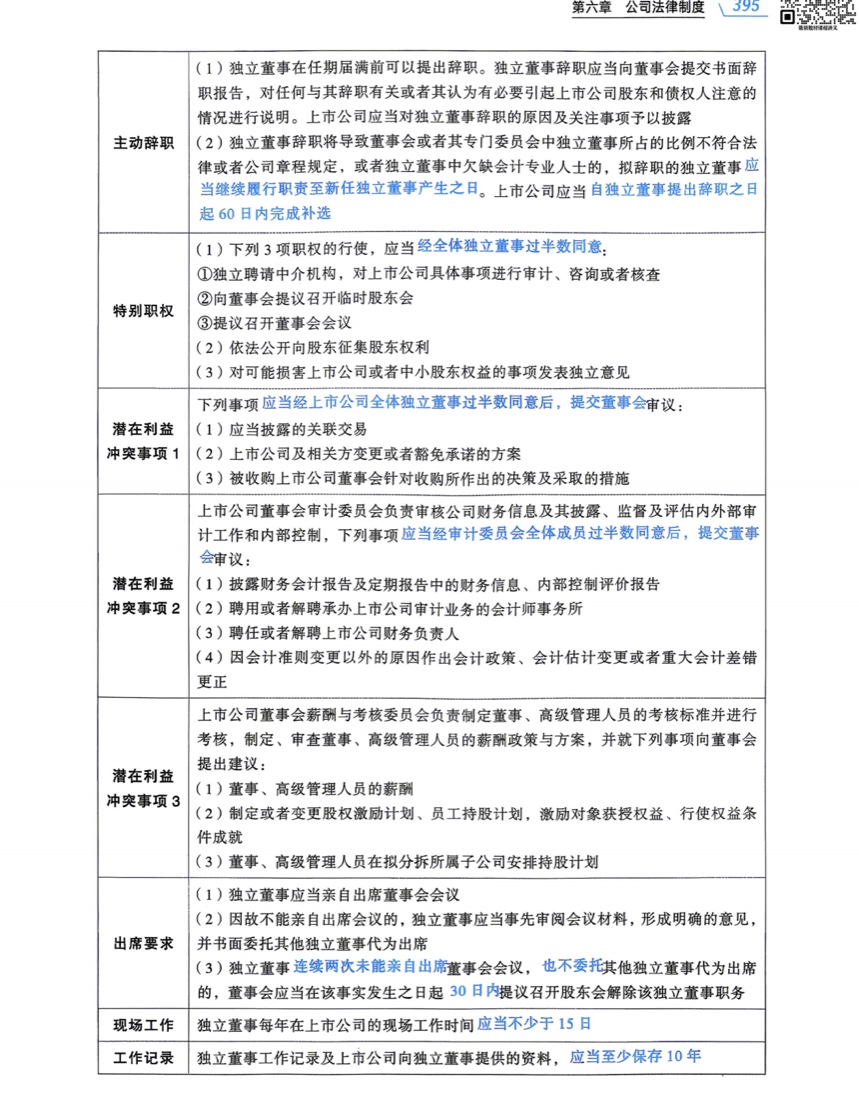 第六章 公司法律制度 395
主动辞职
（1）独立董事在任期届满前可以提出辞职。独立董事辞职应当向董事会提交书面辞
职报告，对任何与其辞职有关或者其认为有必要引起上市公司股东和债权人注意的
情况进行说明。上市公司应当对独立董事辞职的原因及关注事项予以披露
（2）独立董事辞职将导致董事会或者其专门委员会中独立董事所占的比例不符合法
律或者公司章程规定，或者独立董事中欠缺会计专业人士的，拟辞职的独立董事应
当继续履行职责至新任独立董事产生之日。上市公司应当自独立董事提出辞职之日
起 60 日内完成补选
特别职权
（1）下列 3 项职权的行使，应当经全体独立董事过半数同意：
①独立聘请中介机构，对上市公司具体事项进行审计、咨询或者核查
②向董事会提议召开临时股东会
③提议召开董事会会议
（2）依法公开向股东征集股东权利
（3）对可能损害上市公司或者中小股东权益的事项发表独立意见
潜在利益
冲突事项 1
下列事项应当经上市公司全体独立董事过半数同意后，提交董事会审议：
（1）应当披露的关联交易
（2）上市公司及相关方变更或者豁免承诺的方案
（3）被收购上市公司董事会针对收购所作出的决策及采取的措施
潜在利益
冲突事项 2
上市公司董事会审计委员会负责审核公司财务信息及其披露、监督及评估内外部审
计工作和内部控制，下列事项应当经审计委员会全体成员过半数同意后，提交董事
会审议：
（1）披露财务会计报告及定期报告中的财务信息、内部控制评价报告
（2）聘用或者解聘承办上市公司审计业务的会计师事务所
（3）聘任或者解聘上市公司财务负责人
（4）因会计准则变更以外的原因作出会计政策、会计估计变更或者重大会计差错
更正
潜在利益
冲突事项 3
上市公司董事会薪酬与考核委员会负责制定董事、高级管理人员的考核标准并进行
考核，制定、审查董事、高级管理人员的薪酬政策与方案，并就下列事项向董事会
提出建议：
（1）董事、高级管理人员的薪酬
（2）制定或者变更股权激励计划、员工持股计划，激励对象获授权益、行使权益条
件成就
（3）董事、高级管理人员在拟分拆所属子公司安排持股计划
出席要求
（1）独立董事应当亲自出席董事会会议
（2）因故不能亲自出席会议的，独立董事应当事先审阅会议材料，形成明确的意见，
并书面委托其他独立董事代为出席
（3）独立董事连续两次未能亲自出席董事会会议，也不委托其他独立董事代为出席
的，董事会应当在该事实发生之日起 30 日内提议召开股东会解除该独立董事职务
现场工作
独立董事每年在上市公司的现场工作时间应当不少于 15 日
工作记录
独立董事工作记录及上市公司向独立董事提供的资料，应当至少保存 10 年